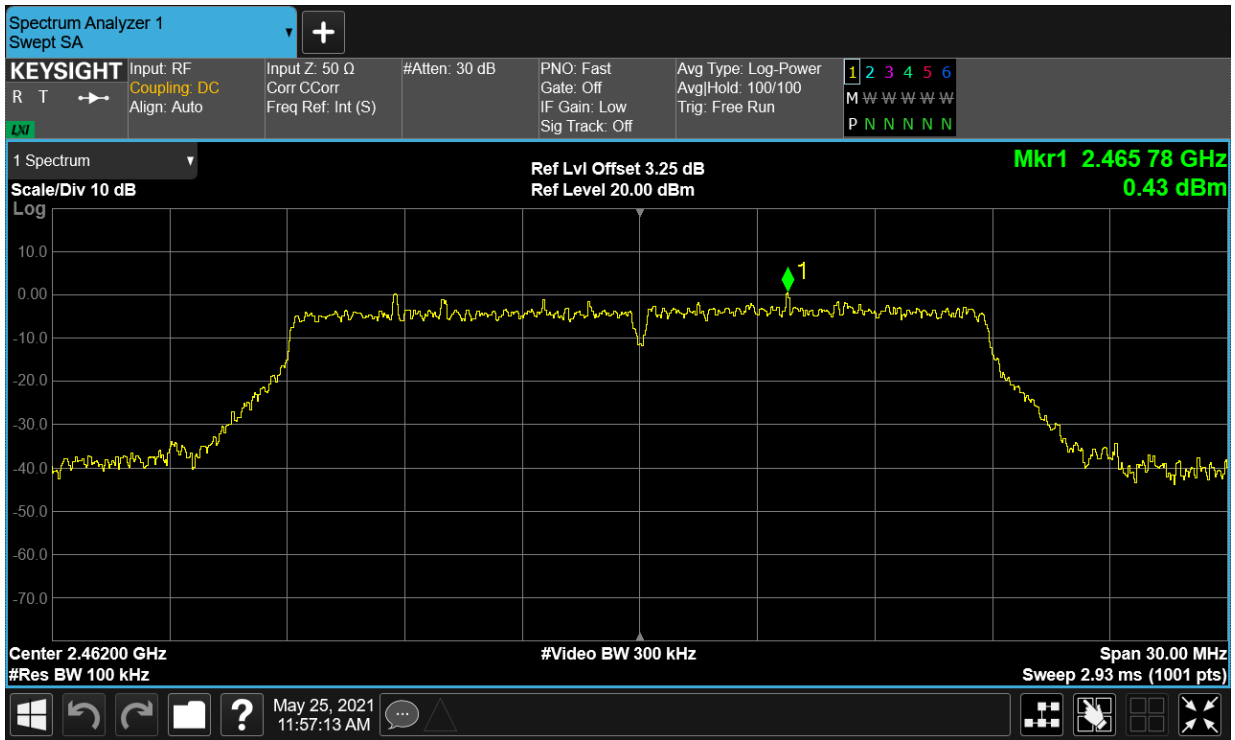 Spectrum Analyzer 1
Swept SA
KEYSIGHT
R T
LXI
Input: RF
Coupling: DC
Align: Auto
Input Z: 50 Ω
Corr CCorr
Freq Ref: Int (S)
#Atten: 30 dB
PNO: Fast
Gate: Off
IF Gain: Low
Sig Track: Off
Avg Type: Log-Power
Avg|Hold: 100/100
Trig: Free Run
1 2 3 4 5 6
M W W W W W
P N N N N N
1 Spectrum
Scale/Div 10 dB
Ref Lvl Offset 3.25 dB
Ref Level 20.00 dBm
Mkr1 2.465 78 GHz
0.43 dBm
Log
10.0
0.00
-10.0
-20.0
-30.0
-40.0
-50.0
-60.0
-70.0
1
Center 2.46200 GHz
#Res BW 100 kHz
#Video BW 300 kHz
Span 30.00 MHz
Sweep 2.93 ms (1001 pts)
?
May 25, 2021
11:57:13 AM